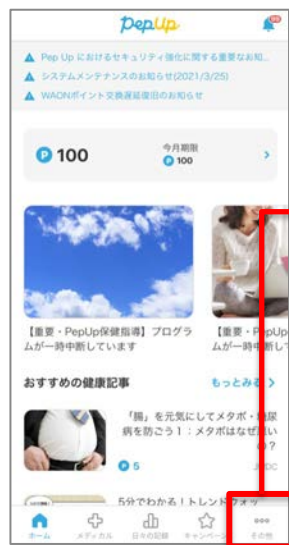 PepUp
Pep Up におけるセキュリティ強化に関する重要なお知...
システムメンテナンスのお知らせ(2021/3/25)
WAONポイント交換遅延復旧のお知らせ
P 100
今月期限
P 100
【重要・PepUp保健指導】プログラ
ムが一時中断しています
【重要・PepUp
ムが一時中断し
おすすめの健康記事
もっとみる
「腸」を元気にしてメタボ・糖尿
病を防ごう1：メタボはなぜ悪い
の？
P 5
JMDC
5分でわかる！トレンドウォッ
ホーム
メディカル
日々の記録
キャンペーン
その他